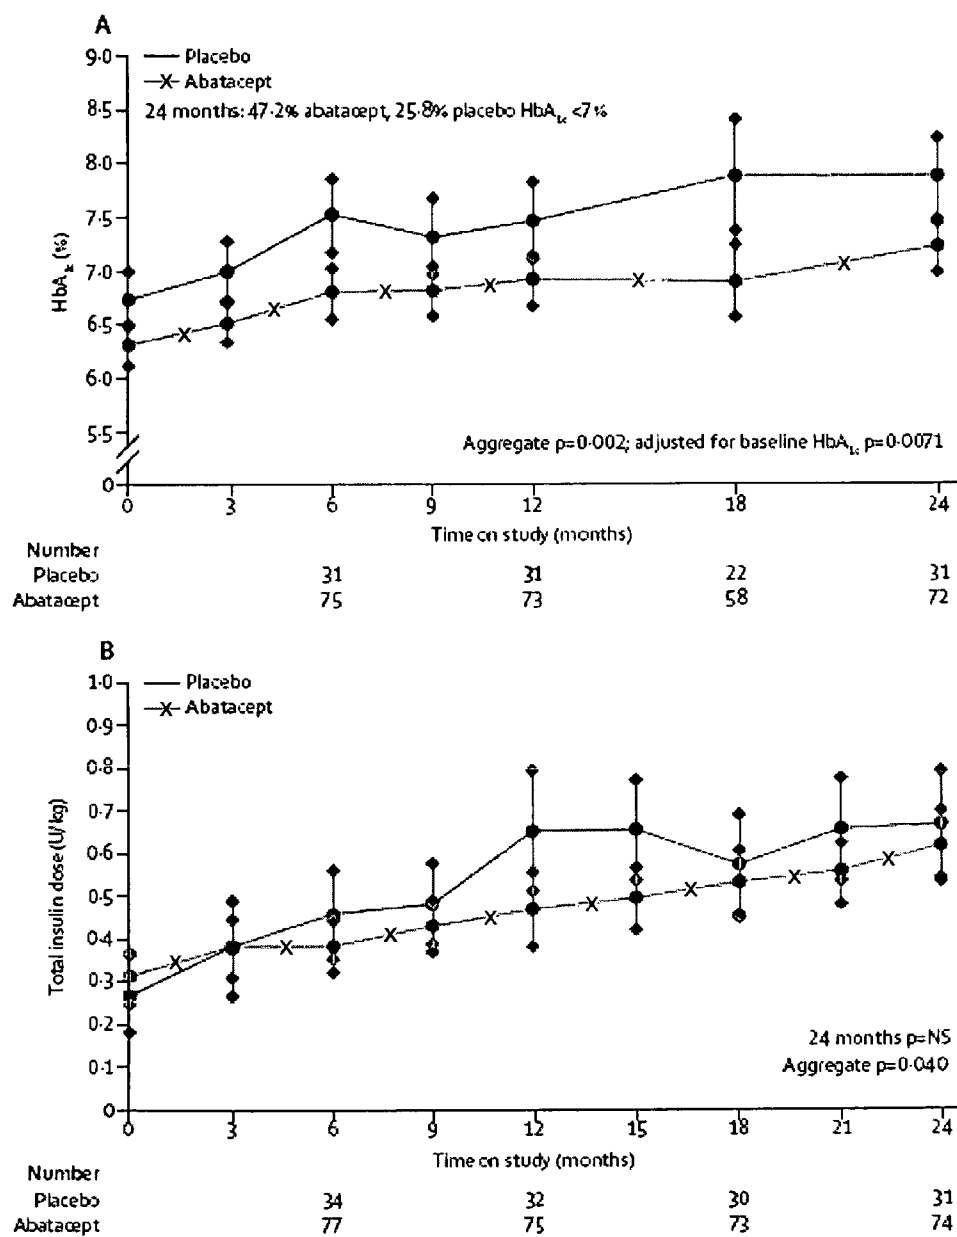 A
9·0
Placebo
Abatacept
8·5
24 months: 47·2% abatacept, 25·8% placebo HbA1c <7%
8·0
7·5
7·0
6·5
6·0
5·5
0
HbA1c (%)
Aggregate p=0·002; adjusted for baseline HbA1c p=0·0071
0 3 6 9 12 18 24
Time on study (months)
Number
Placebo 31 31 22 31
Abatacept 75 73 58 72
B
1·0
Placebo
0·9
Abatacept
0·8
0·7
0·6
0·5
0·4
0·3
0·2
0·1
0
Total insulin dose (U/kg)
24 months p=NS
Aggregate p=0·040
0 3 6 9 12 15 18 21 24
Time on study (months)
Number
Placebo 34 32 30 31
Abatacept 77 75 73 74